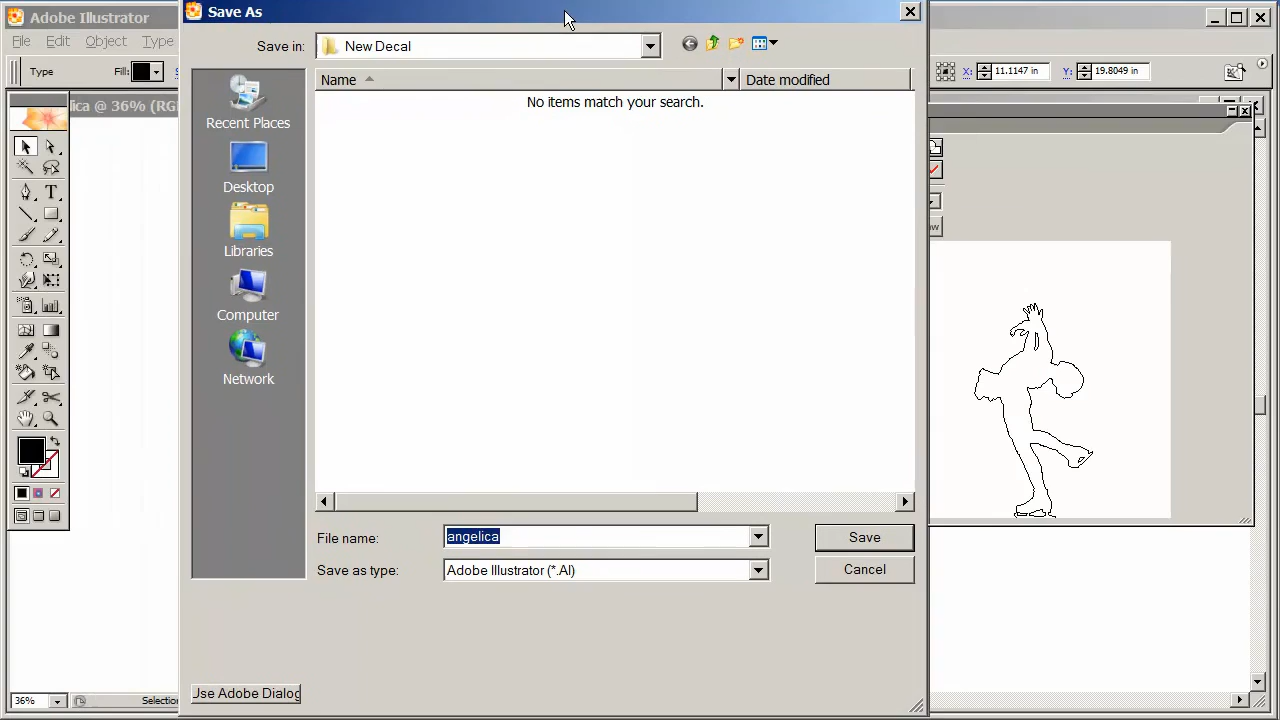 Adobe Illustrator
File Edit Object Type
Type Fill:
X: 11.1147 in Y: 19.8049 in
lica @ 36% (RG
Save As
Save in: New Decal
Name Date modified
No items match your search.
Recent Places
Desktop
Libraries
Computer
Network
File name: angelica Save
Save as type: Adobe Illustrator (*.AI) Cancel
Use Adobe Dialog
36% Selection